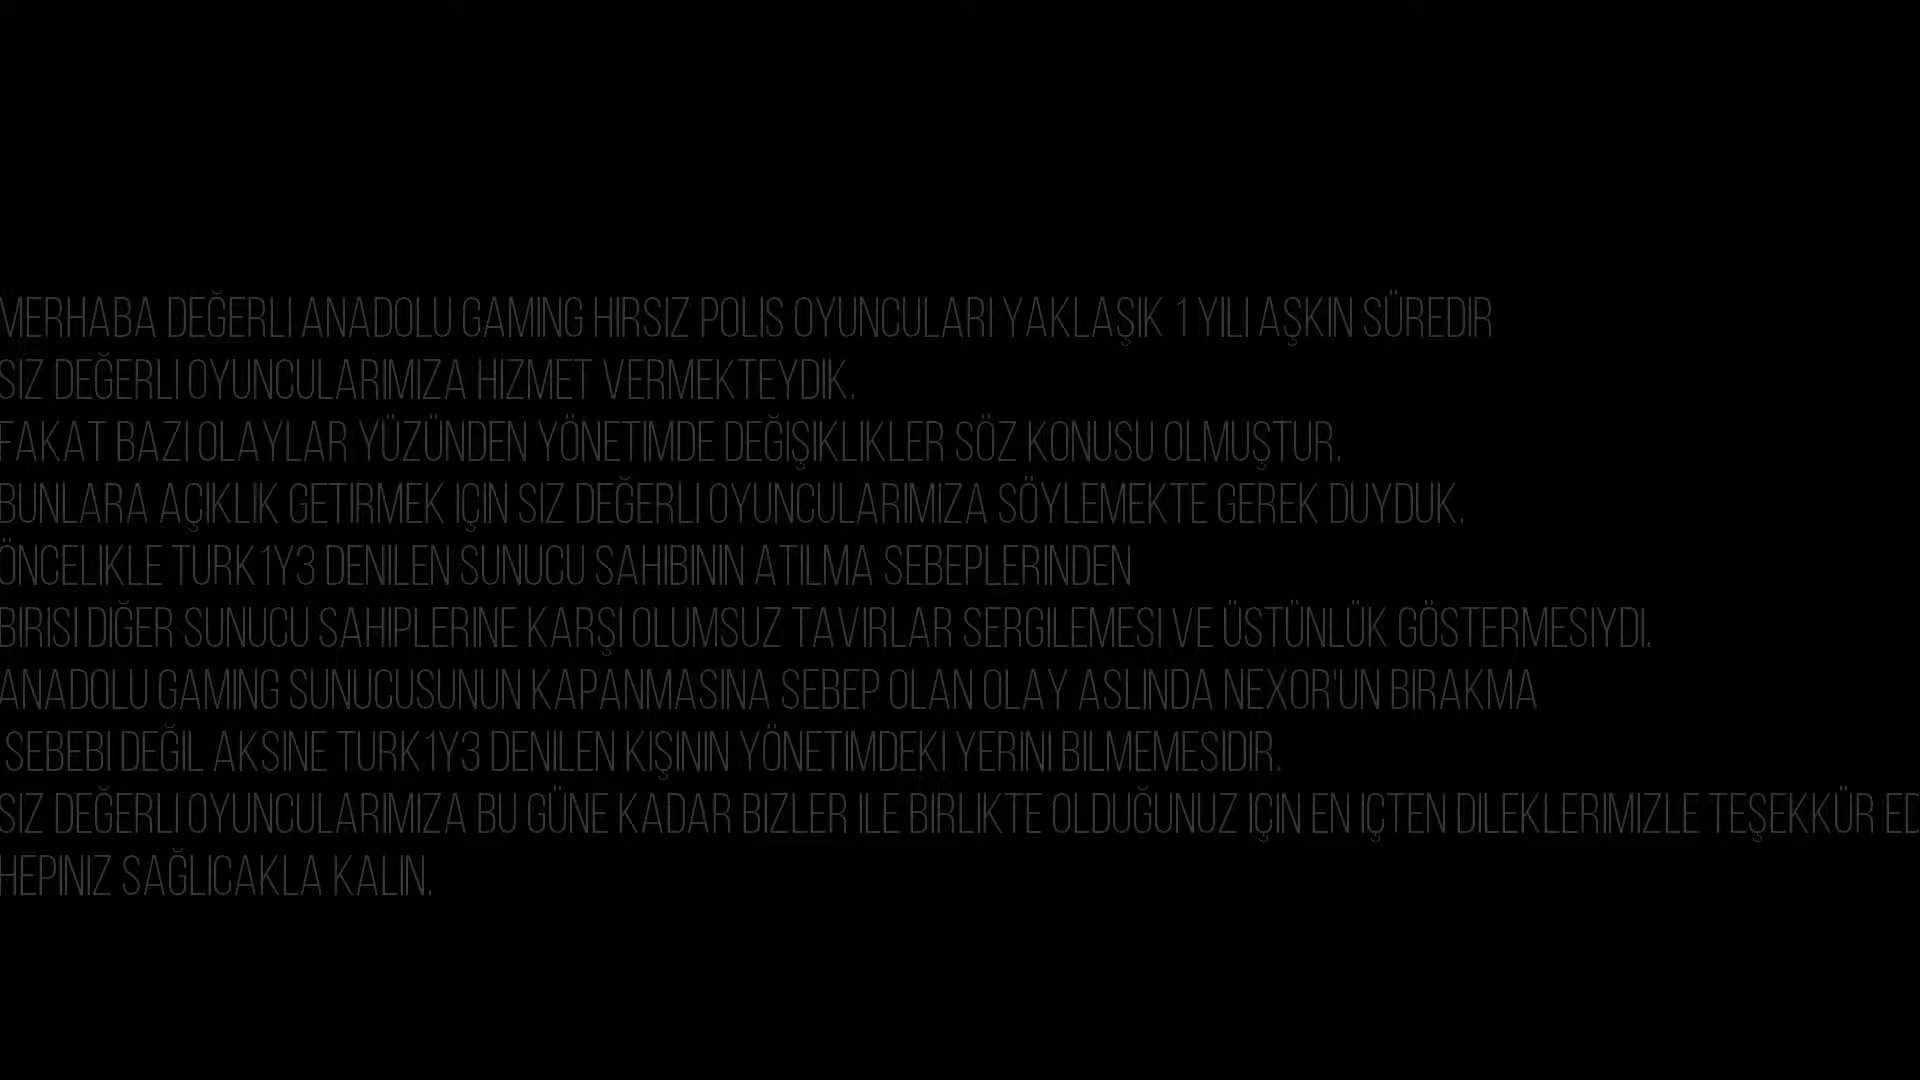 MERHABA DEĞERLI ANADOLU GAMING HIRSIZ POLIS OYUNCULARI YAKLAŞIK 1 YILI AŞKIN SÜREDIR
SIZ DEĞERLI OYUNCULARIMIZA HIZMET VERMEKTEYDIK.
FAKAT BAZI OLAYLAR YÜZÜNDEN YÖNETIMDE DEĞIŞIKLIKLER SÖZ KONUSU OLMUŞTUR.
BUNLARA AÇIKLIK GETIRMEK IÇIN SIZ DEĞERLI OYUNCULARIMIZA SÖYLEMEKTE GEREK DUYDUK.
ÖNCELIKLE TURK1Y3 DENILEN SUNUCU SAHIBININ ATILMA SEBEPLERINDEN
BIRISI DIĞER SUNUCU SAHIPLERINE KARŞI OLUMSUZ TAVIRLAR SERGILEMESI VE ÜSTÜNLÜK GÖSTERMESIYDI.
ANADOLU GAMING SUNUCUSUNUN KAPANMASINA SEBEP OLAN OLAY ASLINDA NEXOR'UN BIRAKMA
SEBEBI DEĞIL AKSINE TURK1Y3 DENILEN KIŞININ YÖNETIMDEKI YERINI BILMEMESIDIR.
SIZ DEĞERLI OYUNCULARIMIZA BU GÜNE KADAR BIZLER ILE BIRLIKTE OLDUĞUNUZ IÇIN EN IÇTEN DILEKLERIMIZLE TEŞEKKÜR ED
HEPINIZ SAĞLICAKLA KALIN.